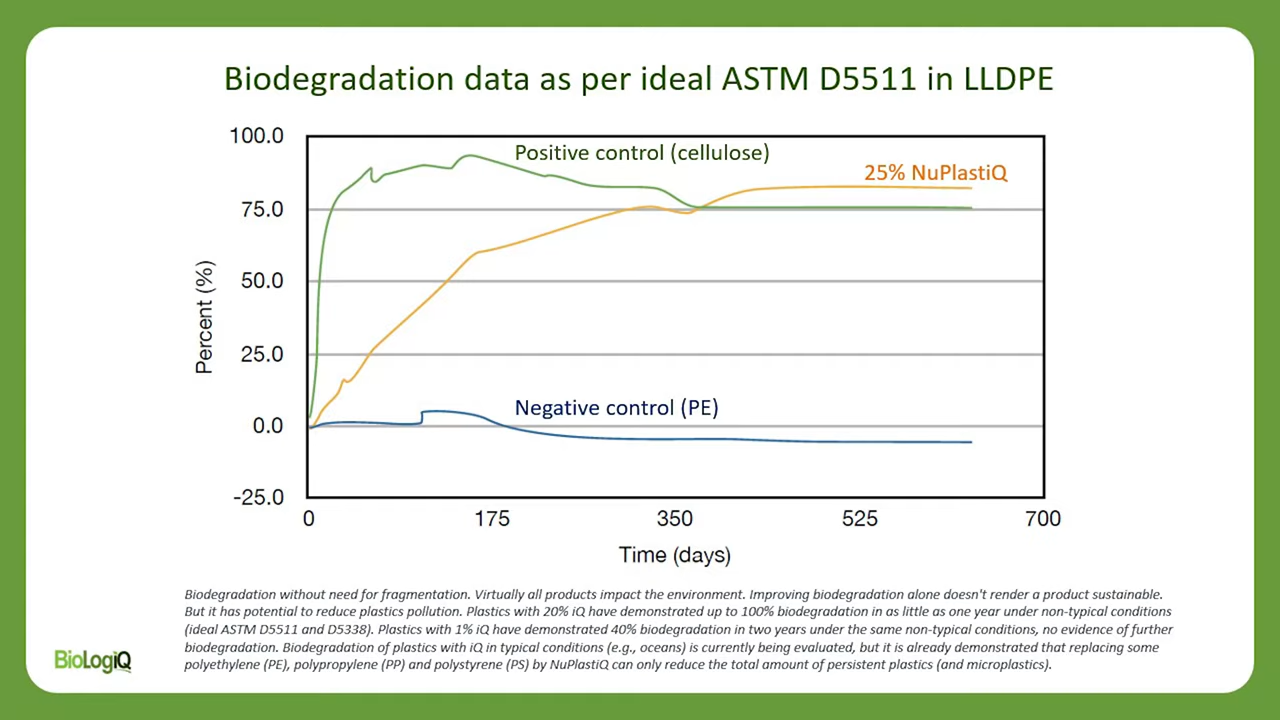 Biodegradation data as per ideal ASTM D5511 in LLDPE
100.0
Positive control (cellulose)
25% NuPlastiQ
75.0
50.0
Percent (%)
25.0
Negative control (PE)
0.0
-25.0
0 175 350 525 700
Time (days)
Biodegradation without need for fragmentation. Virtually all products impact the environment. Improving biodegradation alone doesn't render a product sustainable.
But it has potential to reduce plastics pollution. Plastics with 20% iQ have demonstrated up to 100% biodegradation in as little as one year under non-typical conditions
(ideal ASTM D5511 and D5338). Plastics with 1% iQ have demonstrated 40% biodegradation in two years under the same non-typical conditions, no evidence of further
biodegradation. Biodegradation of plastics with iQ in typical conditions (e.g., oceans) is currently being evaluated, but it is already demonstrated that replacing some
polyethylene (PE), polypropylene (PP) and polystyrene (PS) by NuPlastiQ can only reduce the total amount of persistent plastics (and microplastics).
BioLogiQ